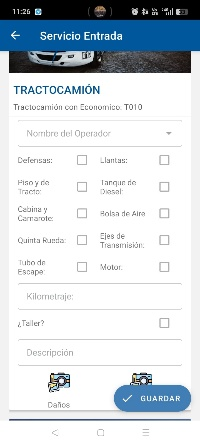 11:26
Servicio Entrada
TRACTOCAMIÓN
Tractocamión con Economico: T010
Nombre del Operador
Defensas:
Llantas:
Piso y de Tracto:
Tanque de Diesel:
Cabina y Camarote:
Bolsa de Aire
Quinta Rueda:
Ejes de Transmisión:
Tubo de Escape:
Motor:
Kilometraje:
¿Taller?
Descripción
Daños
GUARDAR